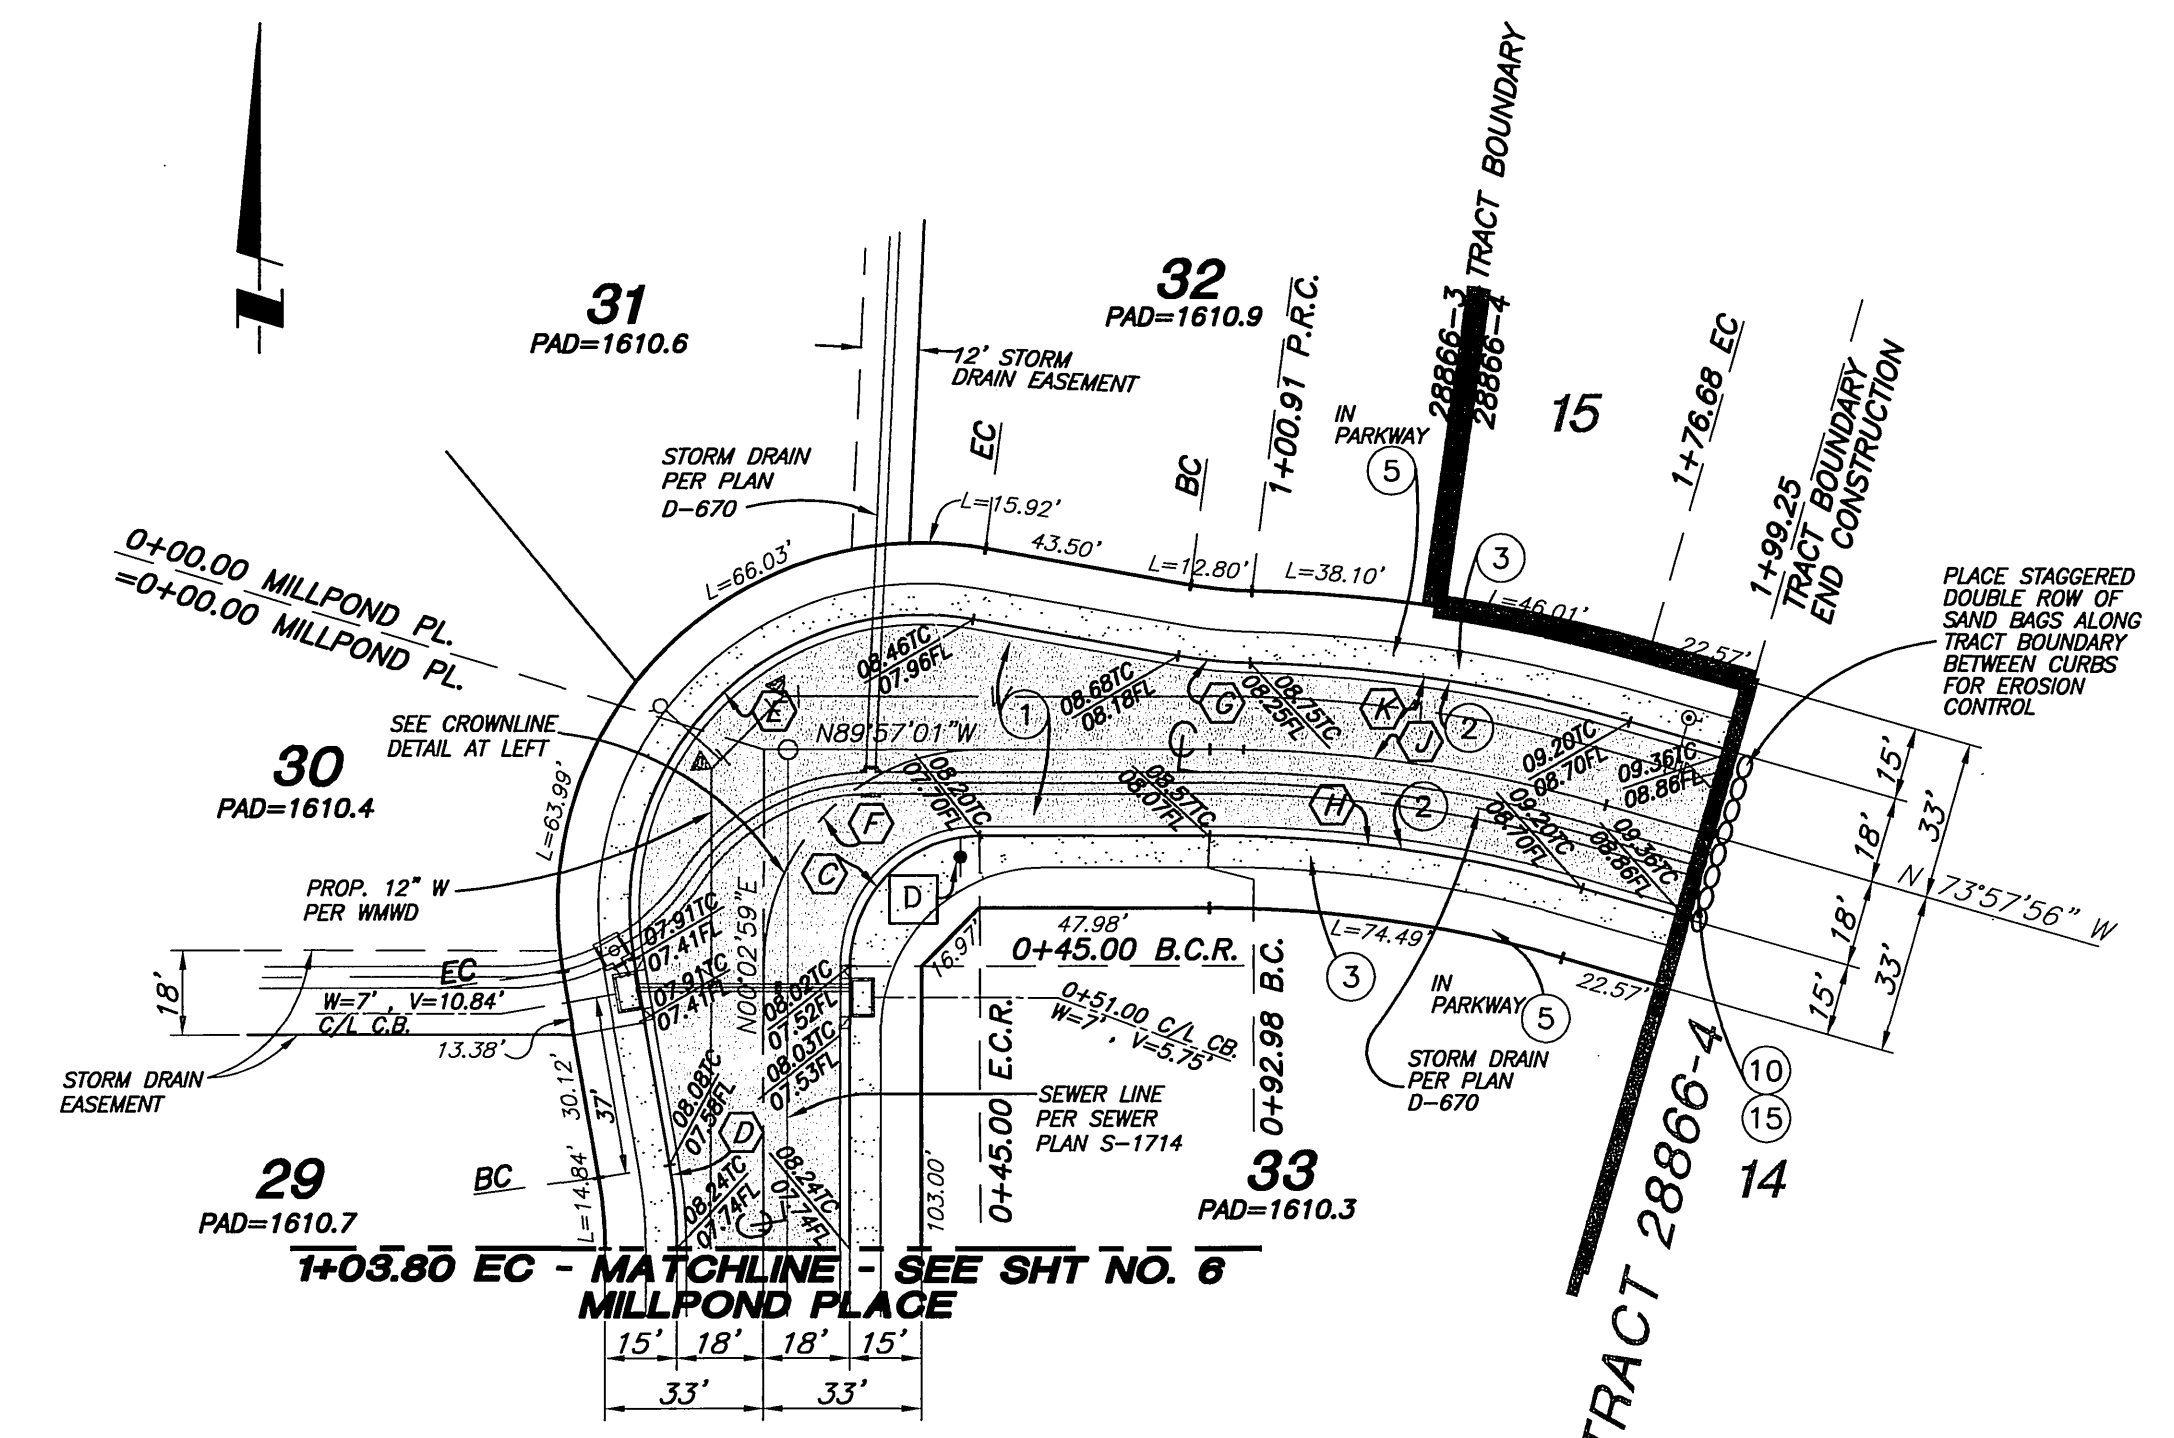 N
31
PAD=1610.6
32
PAD=1610.9
12' STORM
DRAIN EASEMENT
STORM DRAIN
PER PLAN
D-670
EC
BC
1+00.91 P.R.C.
IN
PARKWAY
5
28866-3
28866-4
TRACT BOUNDARY
15
1+76.68 EC
1+99.25
TRACT BOUNDARY
END CONSTRUCTION
3
PLACE STAGGERED
DOUBLE ROW OF
SAND BAGS ALONG
TRACT BOUNDARY
BETWEEN CURBS
FOR EROSION
CONTROL
0+00.00 MILLPOND PL.
=0+00.00 MILLPOND PL.
L=66.03'
L=15.92'
43.50'
L=12.80'
L=38.10'
L=46.01'
22.57'
SEE CROWNLINE
DETAIL AT LEFT
30
PAD=1610.4
L=63.99'
E
08.46TC
07.96FL
1
N89°57'01"W
08.68TC
08.18FL
G
08.75TC
08.25FL
K
J
2
09.20TC
08.70FL
09.36TC
08.86FL
PROP. 12" W
PER WMWD
F
C
D
08.20TC
07.70FL
08.57TC
08.07FL
H
2
09.20TC
08.70FL
09.36TC
08.86FL
15'
18'
33'
18'
15'
33'
N 73°57'56" W
07.91TC
07.41FL
07.91TC
07.41FL
N00°02'59"E
08.02TC
07.52FL
08.03TC
07.53FL
16.97'
47.98'
0+45.00 B.C.R.
L=74.49'
3
IN
PARKWAY
5
22.57'
18'
EC
W=7', V=10.84'
C/L C.B.
13.38'
30.12'
37'
STORM DRAIN
EASEMENT
0+51.00 C/L CB.
W=7', V=5.75'
0+45.00 E.C.R.
0+92.98 B.C.
STORM DRAIN
PER PLAN
D-670
10
15
SEWER LINE
PER SEWER
PLAN S-1714
29
PAD=1610.7
BC
L=14.84'
08.08TC
07.58FL
D
08.24TC
07.74FL
CL
08.24TC
07.74FL
103.00'
33
PAD=1610.3
14
TRACT 28866-4
1+03.80 EC - MATCHLINE - SEE SHT NO. 6
MILLPOND PLACE
15' 18' 18' 15'
33' 33'